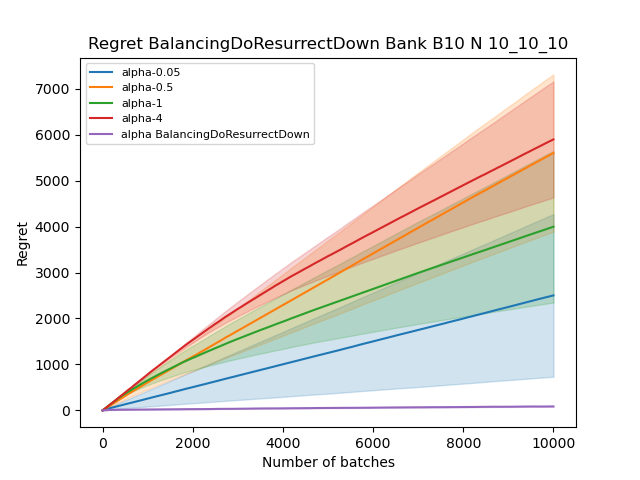 Regret BalancingDoResurrectDown Bank B10 N 10_10_10
alpha-0.05
alpha-0.5
alpha-1
alpha-4
alpha BalancingDoResurrectDown
7000
6000
5000
4000
3000
2000
1000
0
Regret
0 2000 4000 6000 8000 10000
Number of batches